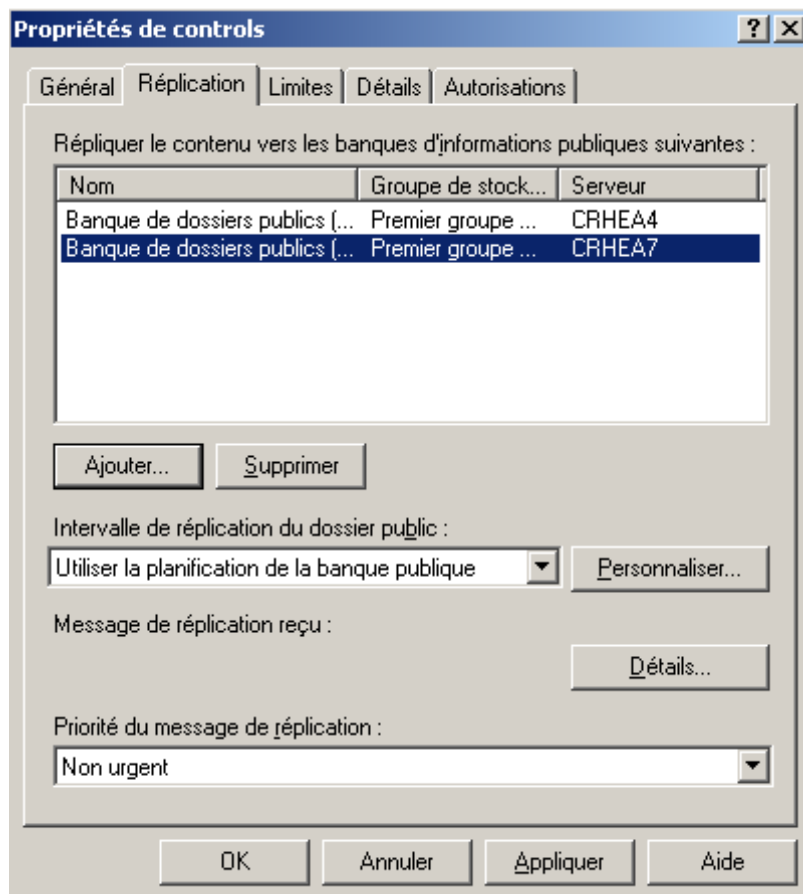 Propriétés de controls
Général Réplication Limites Détails Autorisations
Répliquer le contenu vers les banques d'informations publiques suivantes :
Nom Groupe de stock... Serveur
Banque de dossiers publics (... Premier groupe ... CRHEA4
Banque de dossiers publics (... Premier groupe ... CRHEA7
Ajouter... Supprimer
Intervalle de réplication du dossier public :
Utiliser la planification de la banque publique Personnaliser...
Message de réplication reçu :
Détails...
Priorité du message de réplication :
Non urgent
OK Annuler Appliquer Aide